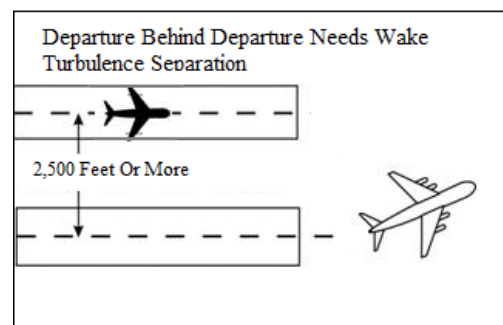 Departure Behind Departure Needs Wake
Turbulence Separation
2,500 Feet Or More